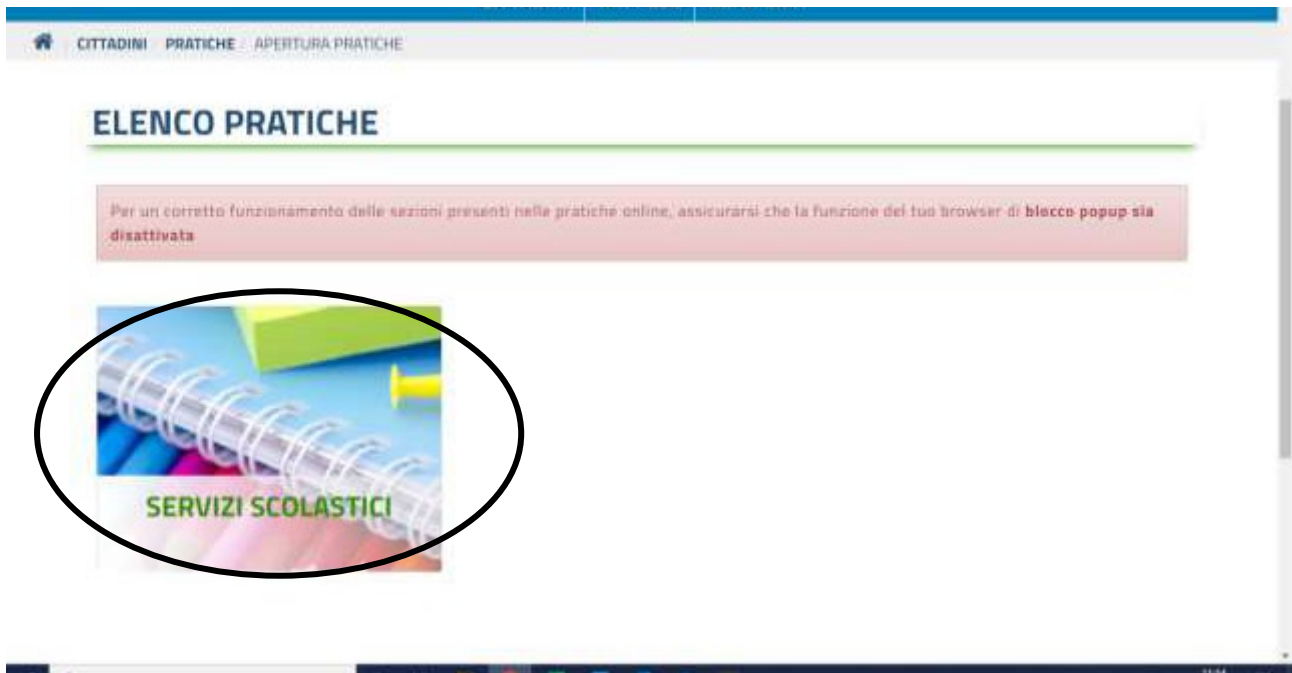 CITTADINI / PRATICHE / APERTURA PRATICHE
ELENCO PRATICHE
Per un corretto funzionamento delle sezioni presenti nelle pratiche online, assicurarsi che la funzione del tuo browser di blocco popup sia
disattivata
SERVIZI SCOLASTICI